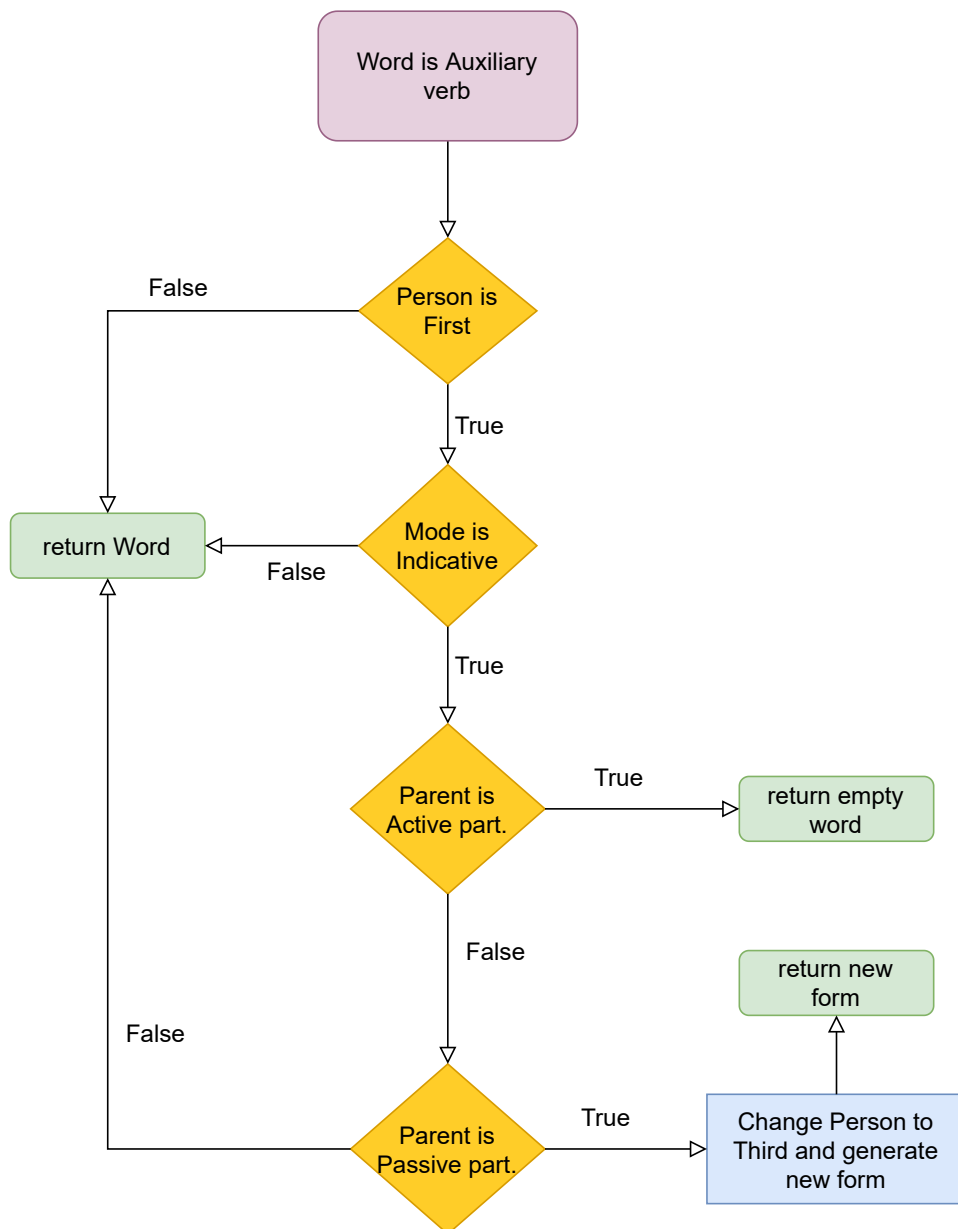 Word is Auxiliary
verb
False
Person is
First
True
return Word
Mode is
Indicative
False
True
Parent is
Active part.
True
return empty
word
False
return new
form
False
Parent is
Passive part.
True
Change Person to
Third and generate
new form